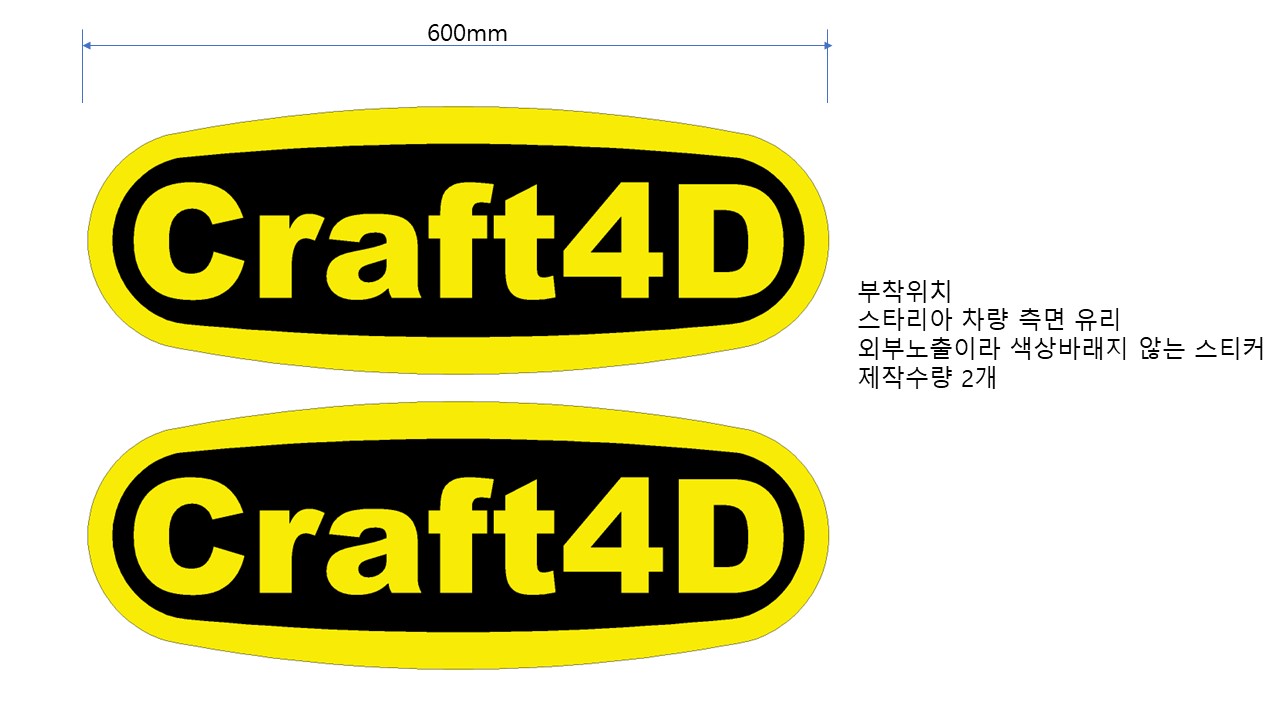 600mm
Craft4D
부착위치
스타리아 차량 측면 유리
외부노출이라 색상바래지 않는 스티커
제작수량 2개
Craft4D